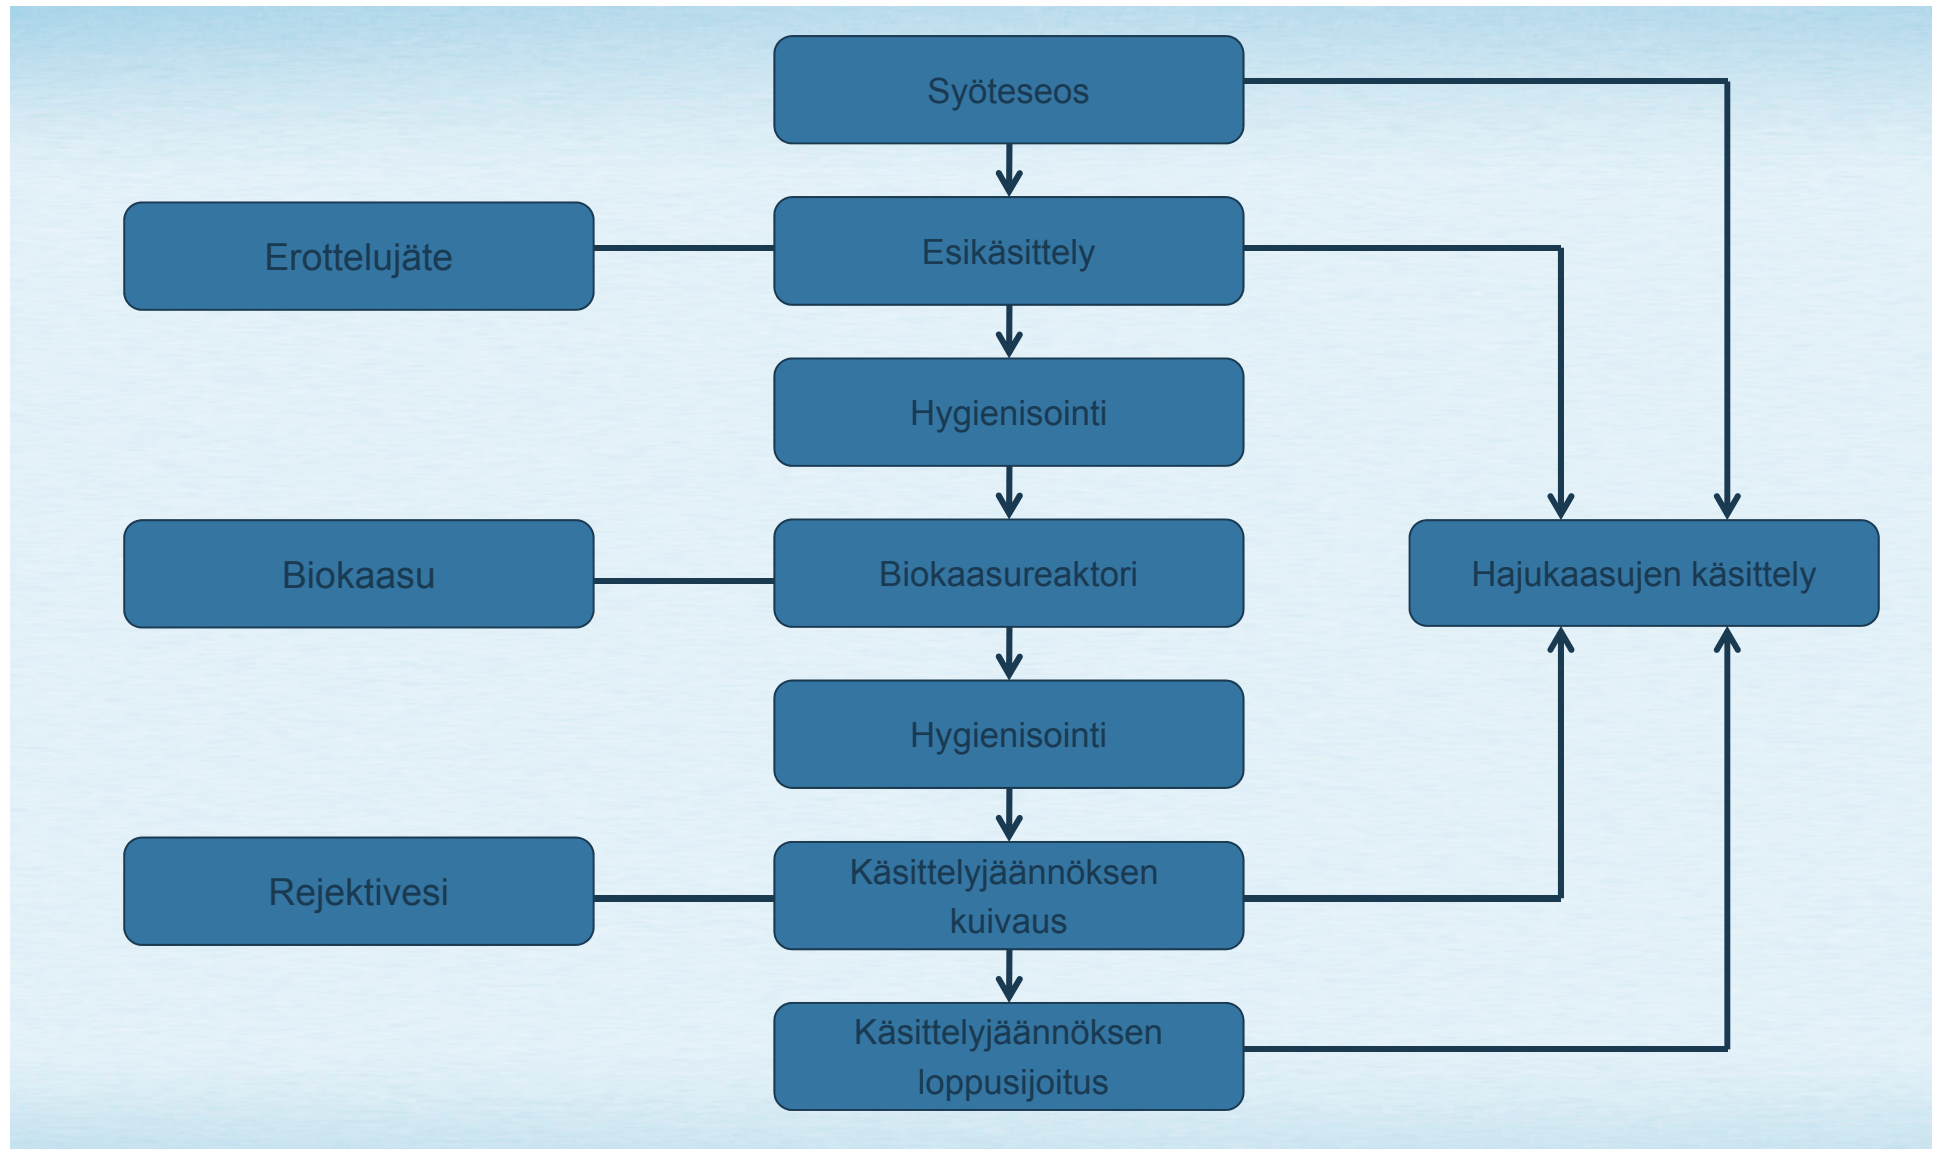 Syöteseos
Erottelujäte
Esikäsittely
Hygienisointi
Biokaasu
Biokaasureaktori
Hajukaasujen käsittely
Hygienisointi
Rejektivesi
Käsittelyjäännöksen
kuivaus
Käsittelyjäännöksen
loppusijoitus